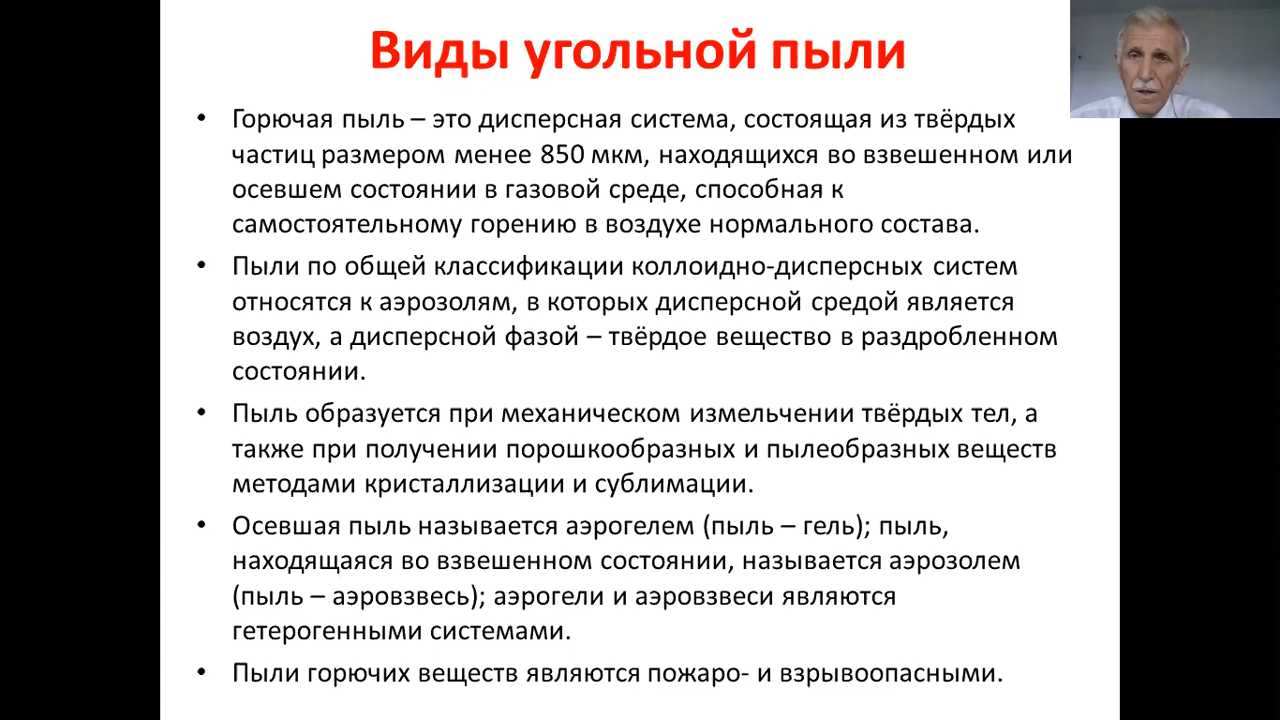 Виды угольной пыли
• Горючая пыль – это дисперсная система, состоящая из твёрдых
частиц размером менее 850 мкм, находящихся во взвешенном или
осевшем состоянии в газовой среде, способная к
самостоятельному горению в воздухе нормального состава.
• Пыли по общей классификации коллоидно-дисперсных систем
относятся к аэрозолям, в которых дисперсной средой является
воздух, а дисперсной фазой – твёрдое вещество в раздробленном
состоянии.
• Пыль образуется при механическом измельчении твёрдых тел, а
также при получении порошкообразных и пылеобразных веществ
методами кристаллизации и сублимации.
• Осевшая пыль называется аэрогелем (пыль – гель); пыль,
находящаяся во взвешенном состоянии, называется аэрозолем
(пыль – аэровзвесь); аэрогели и аэровзвеси являются
гетерогенными системами.
• Пыли горючих веществ являются пожаро- и взрывоопасными.